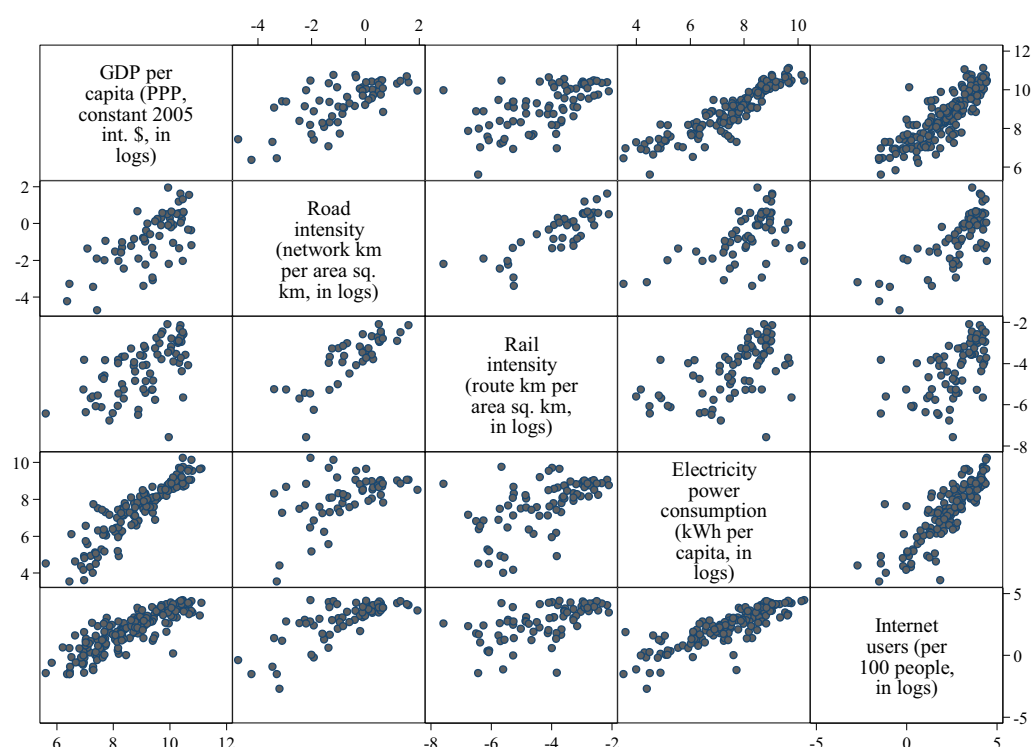 -4 -2 0 2 4 6 8 10
GDP per
capita (PPP,
constant 2005
int. $, in
logs)
12
10
8
6
2
0
-2
-4
Road
intensity
(network km
per area sq.
km, in logs)
Rail
intensity
(route km per
area sq. km,
in logs)
-2
-4
-6
-8
10
8
6
4
Electricity
power
consumption
(kWh per
capita, in
logs)
Internet
users (per
100 people,
in logs)
5
0
-5
6 8 10 12 -8 -6 -4 -2 -5 0 5